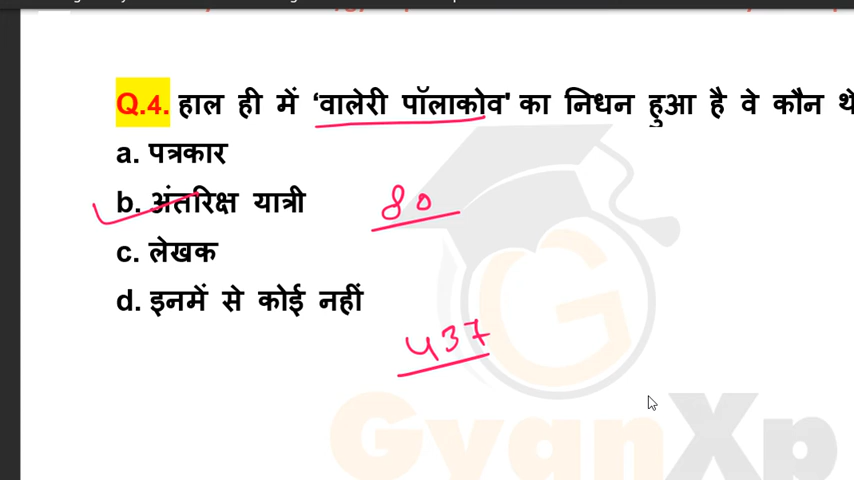 Q.4. हाल ही में ‘वालेरी पॉलाकोव' का निधन हुआ है वे कौन थे
a. पत्रकार
b. अंतरिक्ष यात्री
80
c. लेखक
d. इनमें से कोई नहीं
437
GyanXp